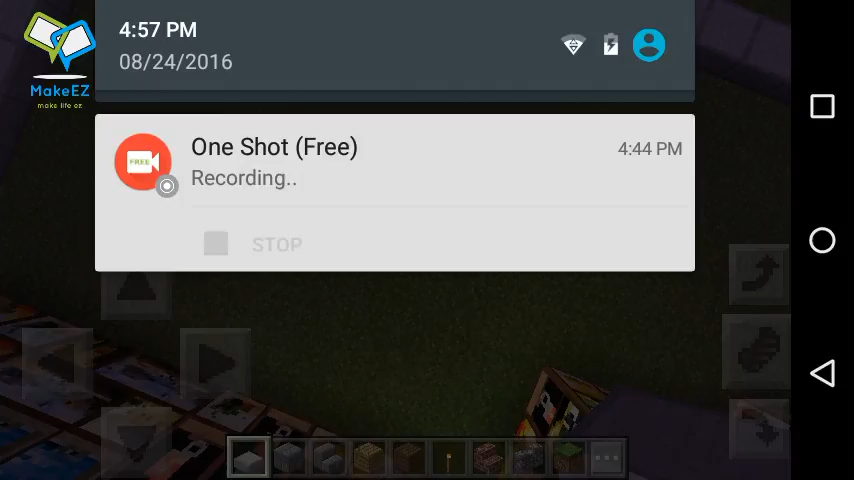 4:57 PM
08/24/2016
MakeEZ
make life ez
FREE
One Shot (Free)
4:44 PM
Recording..
STOP